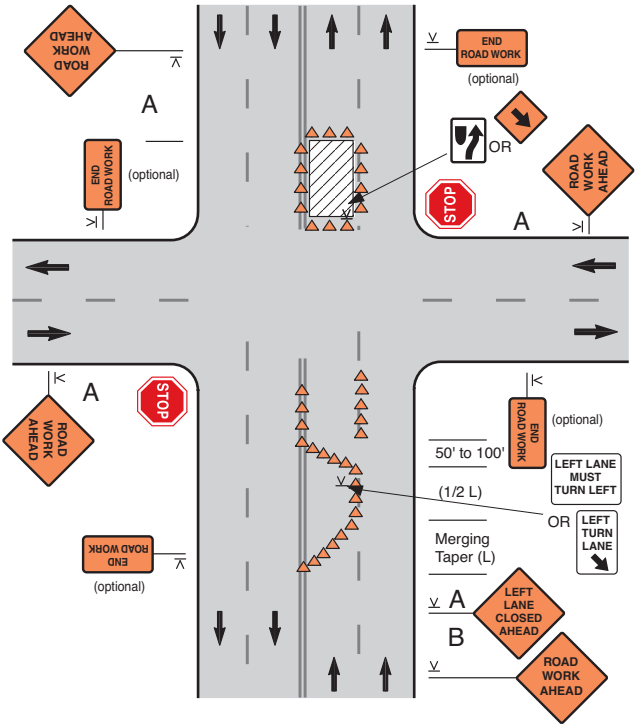 ROAD
WORK
AHEAD
A
END
ROAD WORK
(optional)
END
ROAD WORK
(optional)
OR
ROAD
WORK
AHEAD
STOP
A
A
STOP
ROAD
WORK
AHEAD
END
ROAD WORK
(optional)
50' to 100'
LEFT LANE
MUST
TURN LEFT
(1/2 L)
OR
LEFT
TURN
LANE
Merging
Taper (L)
END
ROAD WORK
(optional)
A
LEFT
LANE
CLOSED
AHEAD
B
ROAD
WORK
AHEAD